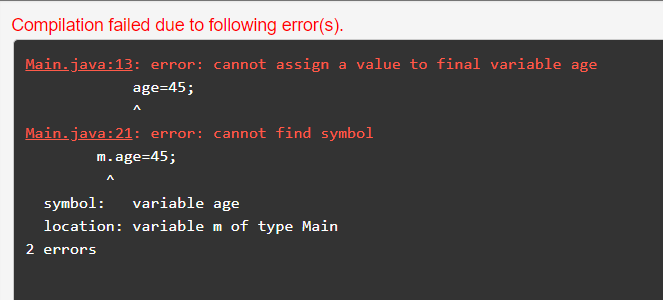 Compilation failed due to following error(s).
Main.java:13: error: cannot assign a value to final variable age
age=45;
^
Main.java:21: error: cannot find symbol
m.age=45;
^
symbol:   variable age
location: variable m of type Main
2 errors